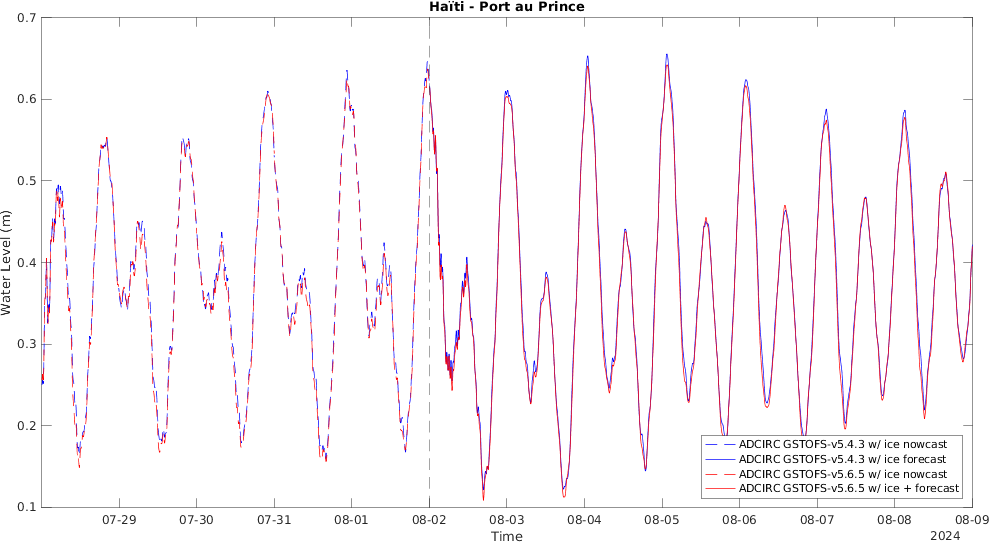 Haïti - Port au Prince
0.7
0.6
0.5
0.4
0.3
0.2
0.1
Water Level (m)
ADCIRC GSTOFS-v5.4.3 w/ ice nowcast
ADCIRC GSTOFS-v5.4.3 w/ ice forecast
ADCIRC GSTOFS-v5.6.5 w/ ice nowcast
ADCIRC GSTOFS-v5.6.5 w/ ice + forecast
07-29 07-30 07-31 08-01 08-02 08-03 08-04 08-05 08-06 08-07 08-08 08-09
Time
2024